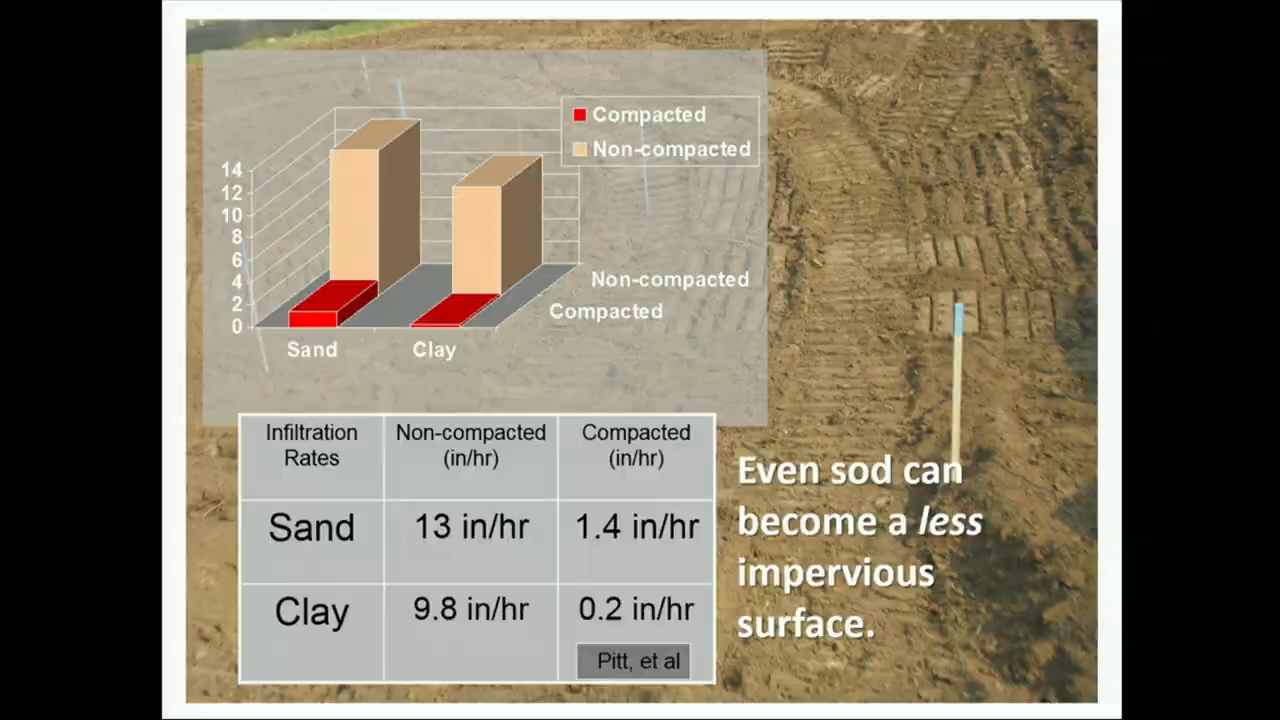 Compacted
Non-compacted
14
12
10
8
6
4
2
0
Non-compacted
Compacted
Sand Clay
Infiltration Rates Non-compacted (in/hr) Compacted (in/hr)
Sand 13 in/hr 1.4 in/hr
Clay 9.8 in/hr 0.2 in/hr
Pitt, et al
Even sod can
become a less
impervious
surface.